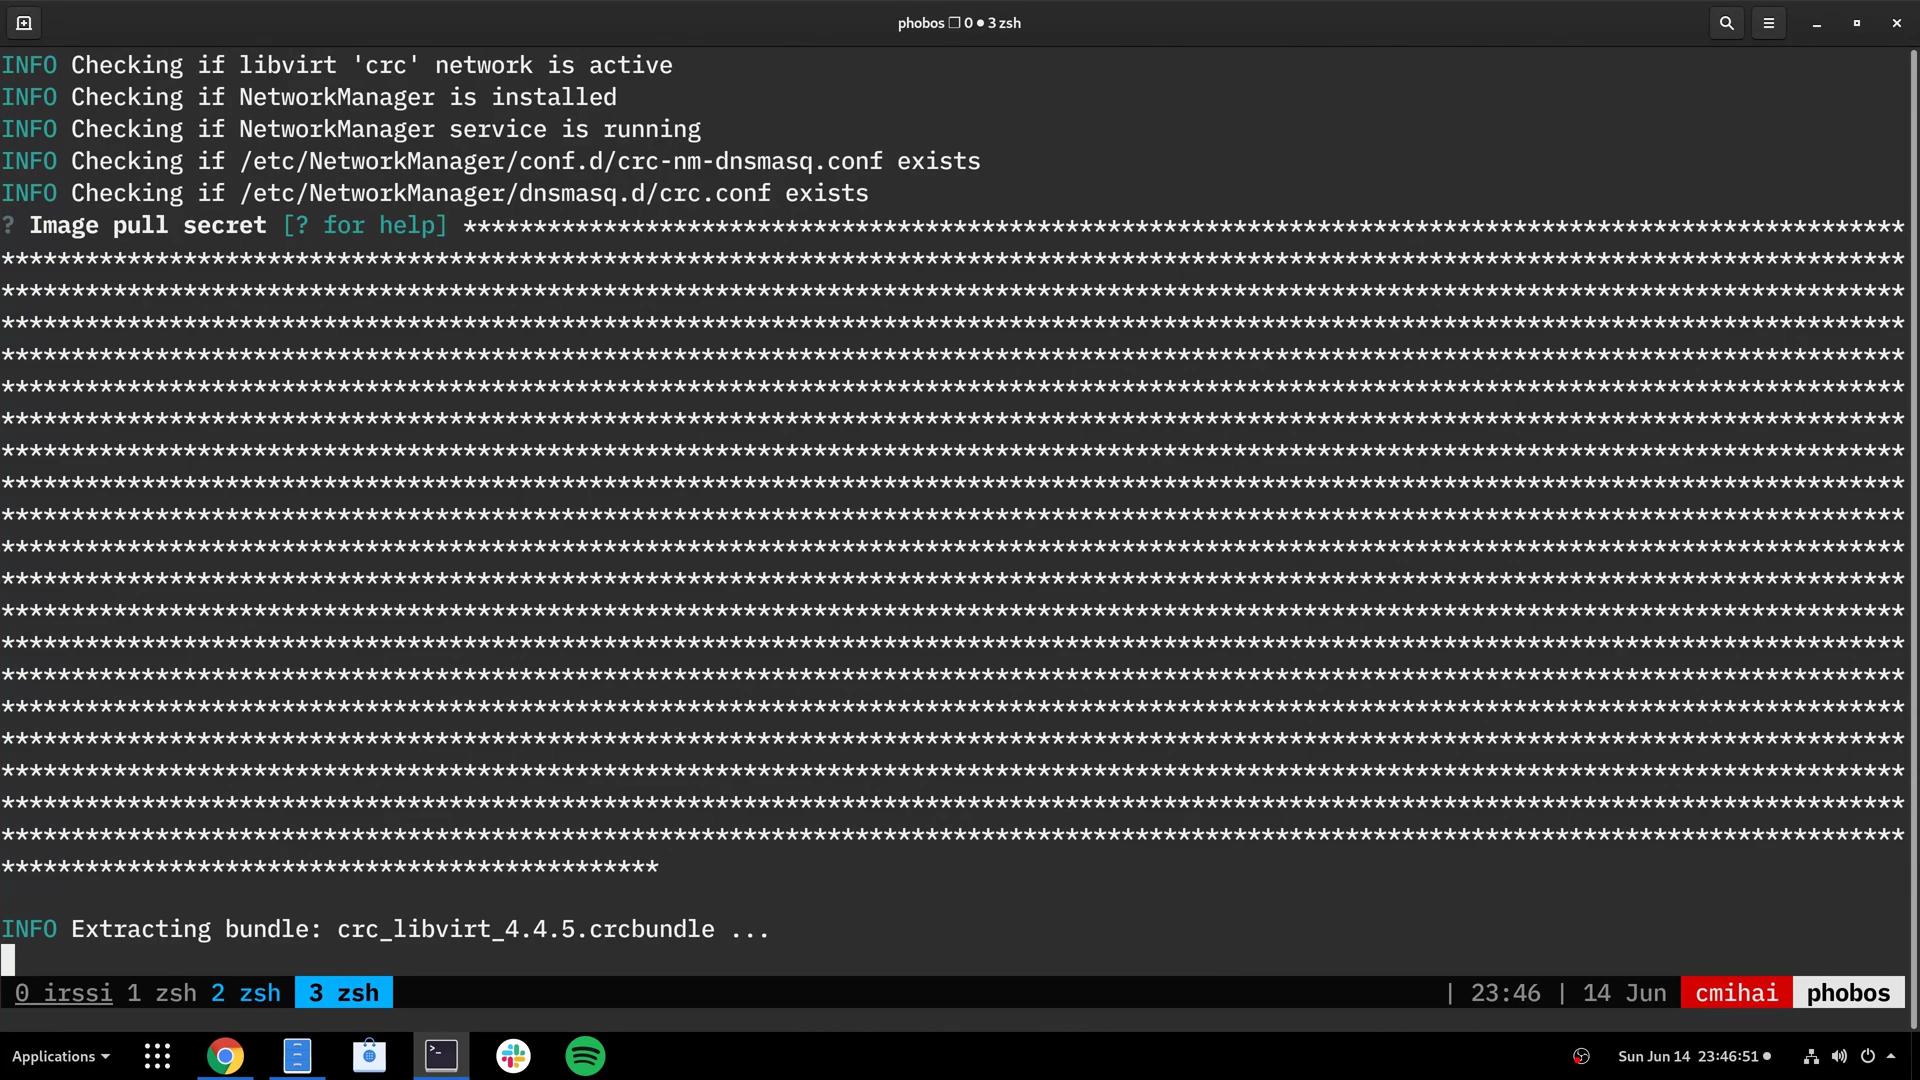 phobos ❐ 0 ● 3 zsh
INFO Checking if libvirt 'crc' network is active
INFO Checking if NetworkManager is installed
INFO Checking if NetworkManager service is running
INFO Checking if /etc/NetworkManager/conf.d/crc-nm-dnsmasq.conf exists
INFO Checking if /etc/NetworkManager/dnsmasq.d/crc.conf exists
? Image pull secret [? for help]
INFO Extracting bundle: crc_libvirt_4.4.5.crcbundle ...
0 irssi 1 zsh 2 zsh 3 zsh | 23:46 | 14 Jun cmihai phobos
Applications Sun Jun 14 23:46:51